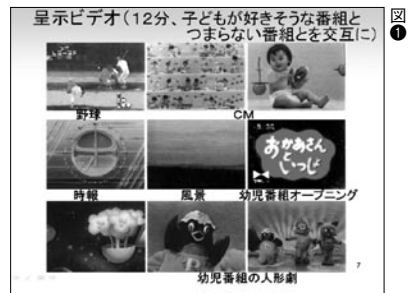 呈示ビデオ(12分、子どもが好きそうな番組と
つまらない番組とを交互に)
図
❶
野球
CM
時報
風景
おかあさん
といっしょ
幼児番組オープニング
幼児番組の人形劇
7